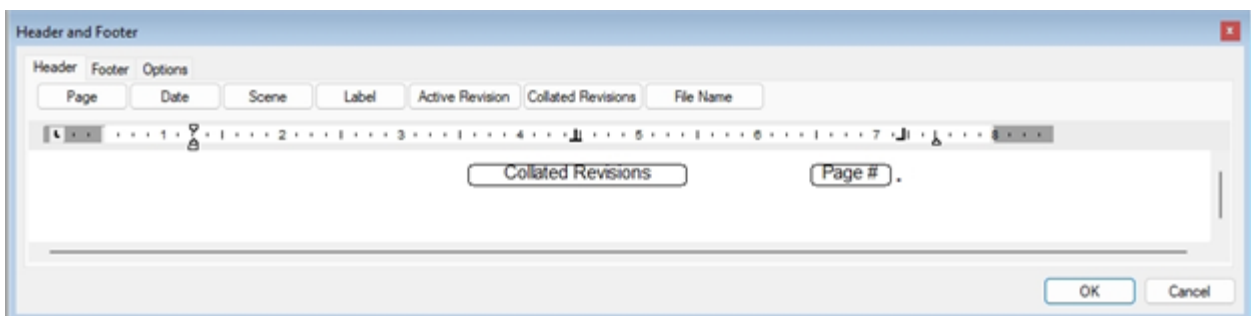 Header and Footer x
Header Footer Options
Page Date Scene Label Active Revision Collated Revisions File Name
1 2 3 4 5 6 7 8
Collated Revisions Page # .
OK Cancel